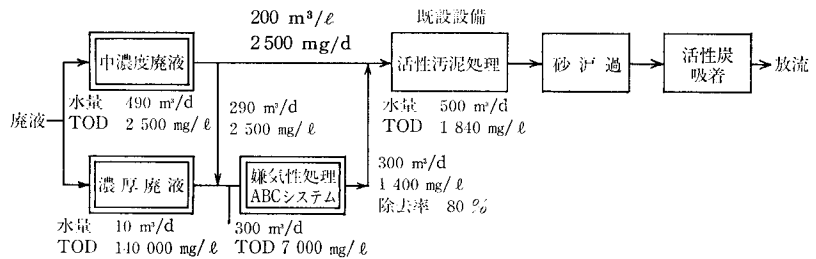 200 m³/ℓ
2500 mg/d
既設設備
中濃度廃液
活性汚泥処理
砂沪過
活性炭
吸着
放流
水量 490 m³/d
TOD 2 500 mg/ℓ
290 m³/d
2 500 mg/ℓ
水量 500 m³/d
TOD 1 840 mg/ℓ
廃液
濃厚廃液
嫌気性処理
ABCシステム
300 m³/d
1 400 mg/ℓ
除去率 80 %
水量 10 m³/d
TOD 140 000 mg/ℓ
300 m³/d
TOD 7 000 mg/ℓ